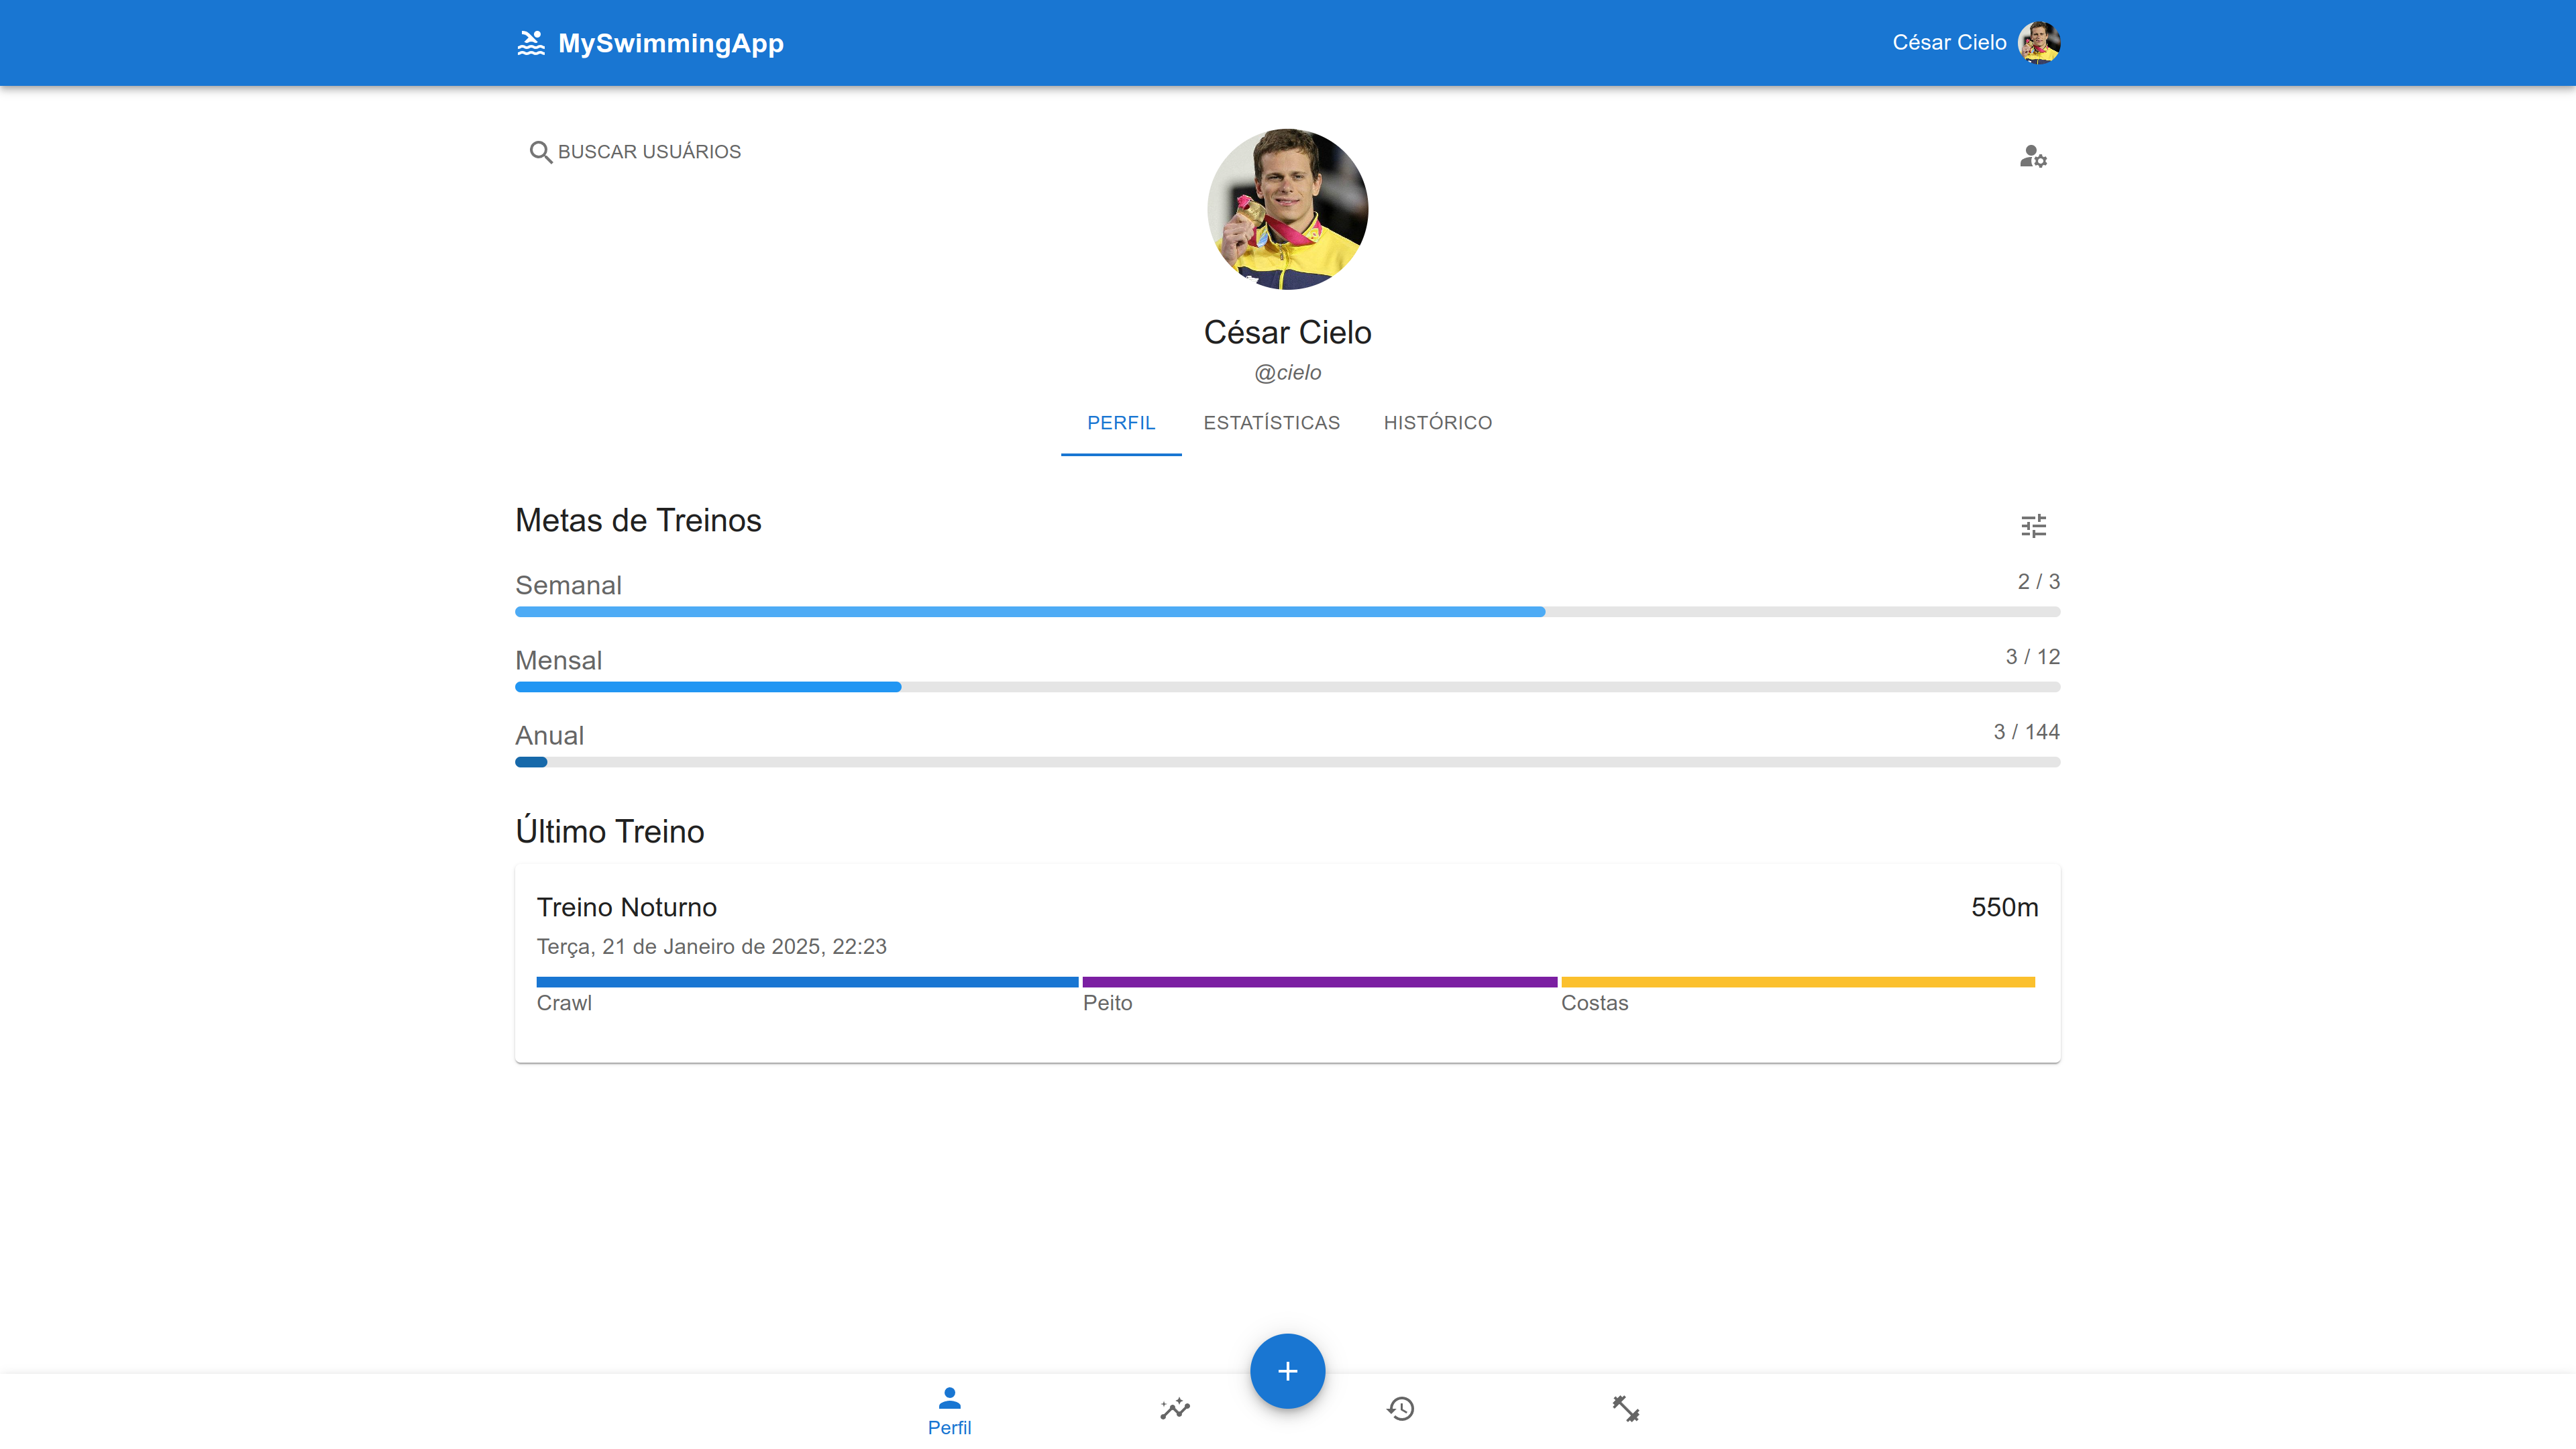 MySwimmingApp
César Cielo
BUSCAR USUÁRIOS
César Cielo
@cielo
PERFIL ESTATÍSTICAS HISTÓRICO
Metas de Treinos
Semanal 2 / 3
Mensal 3 / 12
Anual 3 / 144
Último Treino
Treino Noturno 550m
Terça, 21 de Janeiro de 2025, 22:23
Crawl Peito Costas
Perfil